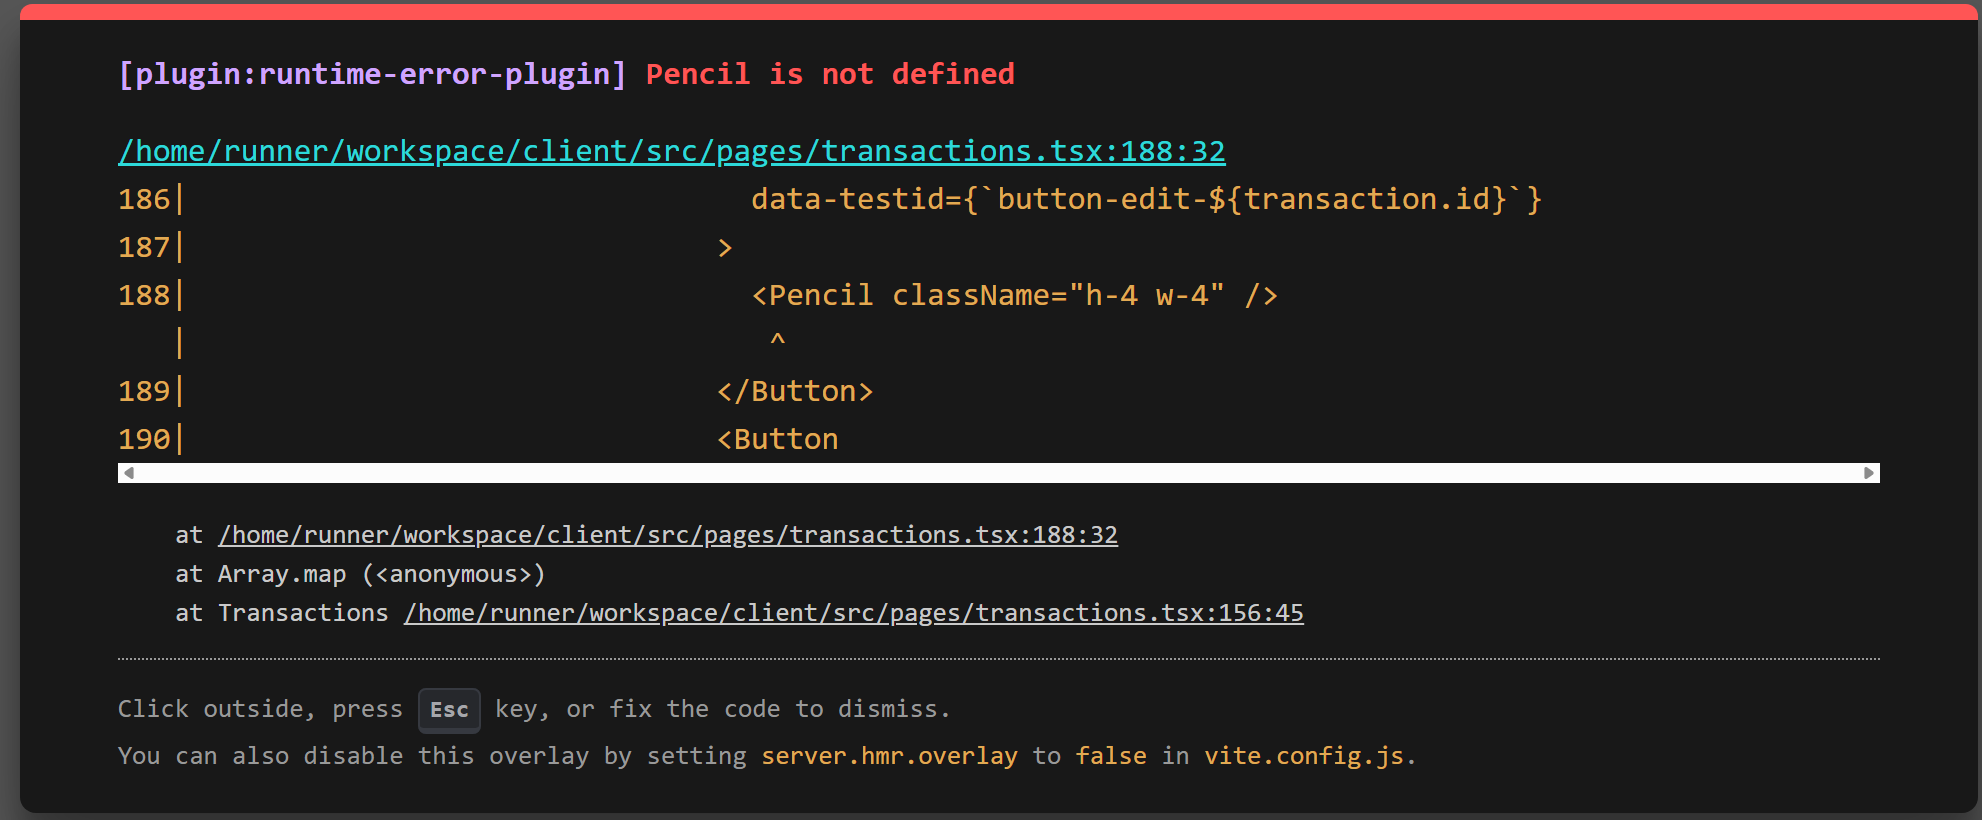 [plugin:runtime-error-plugin] Pencil is not defined
/home/runner/workspace/client/src/pages/transactions.tsx:188:32
186|                                 data-testid={`button-edit-${transaction.id}`}
187|                               >
188|                                 <Pencil className="h-4 w-4" />
   |                                  ^
189|                               </Button>
190|                               <Button
at /home/runner/workspace/client/src/pages/transactions.tsx:188:32
at Array.map (<anonymous>)
at Transactions /home/runner/workspace/client/src/pages/transactions.tsx:156:45
Click outside, press Esc key, or fix the code to dismiss.
You can also disable this overlay by setting server.hmr.overlay to false in vite.config.js.